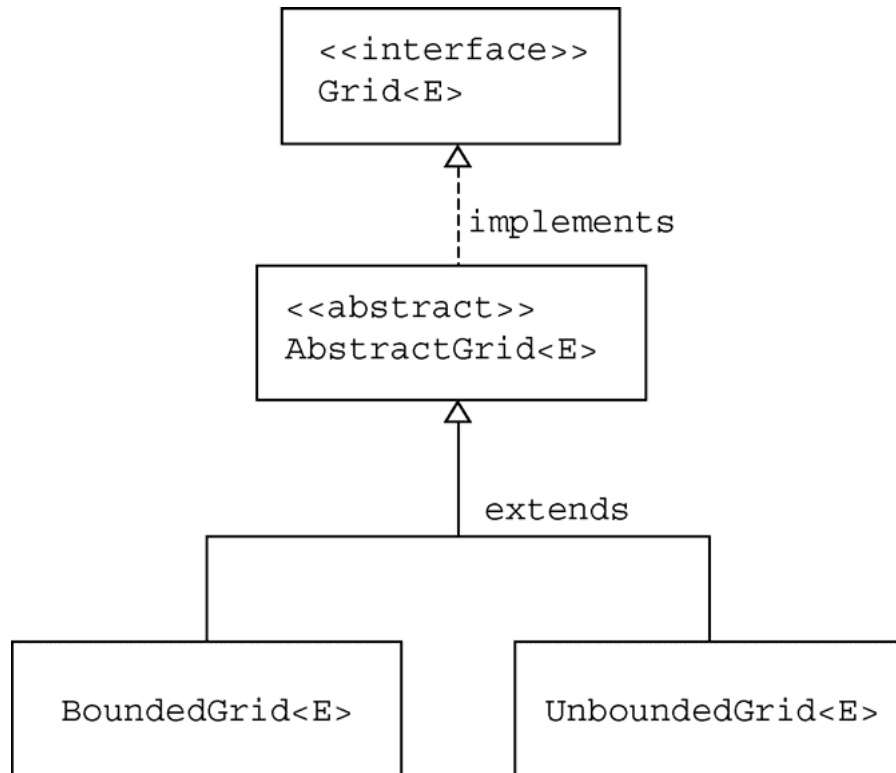 <<interface>>
Grid<E>
implements
<<abstract>>
AbstractGrid<E>
extends
BoundedGrid<E>
UnboundedGrid<E>